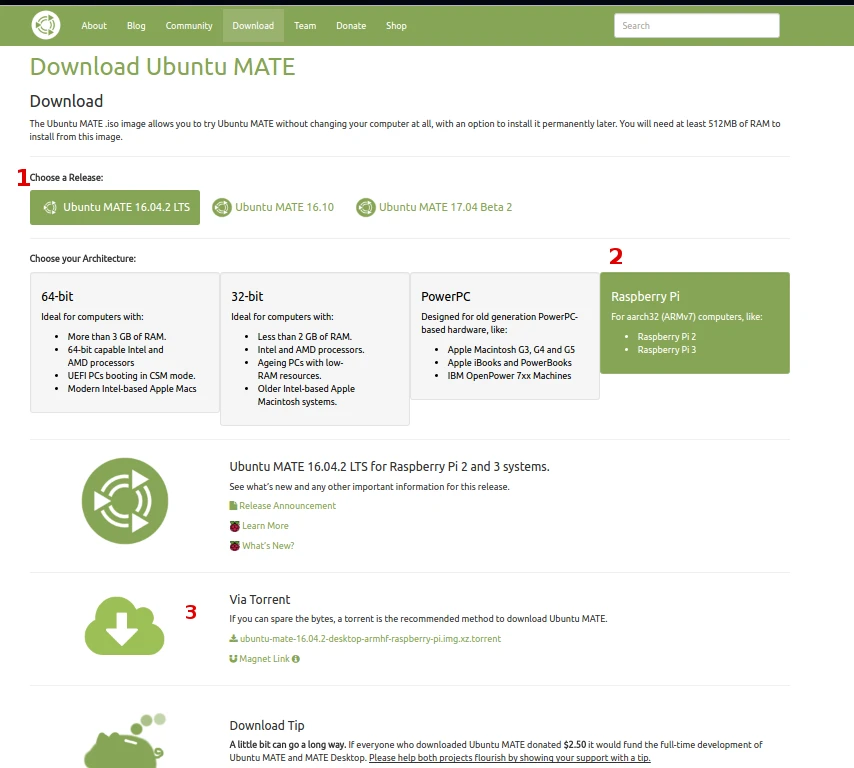 About Blog Community Download Team Donate Shop Search
Download Ubuntu MATE
Download
The Ubuntu MATE .iso image allows you to try Ubuntu MATE without changing your computer at all, with an option to install it permanently later. You will need at least 512MB of RAM to
install from this image.
1
Choose a Release:
Ubuntu MATE 16.04.2 LTS Ubuntu MATE 16.10 Ubuntu MATE 17.04 Beta 2
Choose your Architecture:
2
64-bit
Ideal for computers with:
• More than 3 GB of RAM.
• 64-bit capable Intel and
AMD processors
• UEFI PCs booting in CSM mode.
• Modern Intel-based Apple Macs
32-bit
Ideal for computers with:
• Less than 2 GB of RAM.
• Intel and AMD processors.
• Ageing PCs with low-
RAM resources.
• Older Intel-based Apple
Macintosh systems.
PowerPC
Designed for old generation PowerPC-
based hardware, like:
• Apple Macintosh G3, G4 and G5
• Apple iBooks and PowerBooks
• IBM OpenPower 7xx Machines
Raspberry Pi
For aarch32 (ARMv7) computers, like:
• Raspberry Pi 2
• Raspberry Pi 3
Ubuntu MATE 16.04.2 LTS for Raspberry Pi 2 and 3 systems.
See what's new and any other important information for this release.
Release Announcement
Learn More
What's New?
3
Via Torrent
If you can spare the bytes, a torrent is the recommended method to download Ubuntu MATE.
ubuntu-mate-16.04.2-desktop-armhf-raspberry-pi.img.xz.torrent
Magnet Link
Download Tip
A little bit can go a long way. If everyone who downloaded Ubuntu MATE donated $2.50 it would fund the full-time development of
Ubuntu MATE and MATE Desktop. Please help both projects flourish by showing your support with a tip.